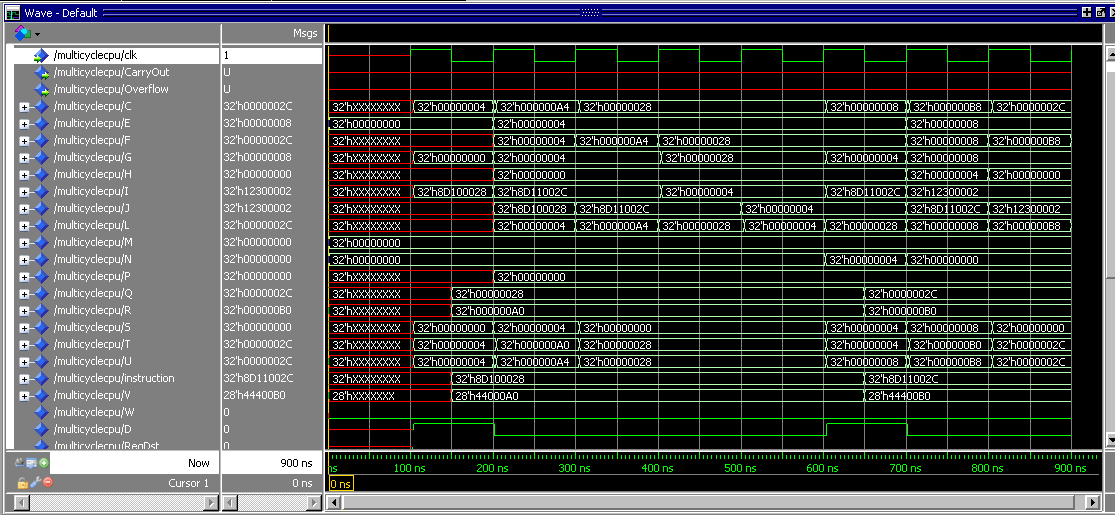 Wave - Default
Msgs
/multicyclecpu/clk 1
/multicyclecpu/CarryOut U
/multicyclecpu/Overflow U
/multicyclecpu/C 32'h0000002C 32'hXXXXXXXX 32'h00000004 32'h000000A4 32'h00000028 32'h00000008 32'h000000B8 32'h0000002C
/multicyclecpu/E 32'h00000008 32'h00000000 32'h00000004 32'h00000008
/multicyclecpu/F 32'h0000002C 32'hXXXXXXXX 32'h00000004 32'h000000A4 32'h00000028 32'h00000008 32'h000000B8
/multicyclecpu/G 32'h00000008 32'hXXXXXXXX 32'h00000000 32'h00000004 32'h00000028 32'h00000004 32'h00000008
/multicyclecpu/H 32'h00000000 32'hXXXXXXXX 32'h00000000 32'h00000004 32'h00000000
/multicyclecpu/I 32'h12300002 32'hXXXXXXXX 32'h8D100028 32'h8D11002C 32'h00000004 32'h8D11002C 32'h12300002
/multicyclecpu/J 32'h12300002 32'hXXXXXXXX 32'h8D100028 32'h8D11002C 32'h00000004 32'h8D11002C 32'h12300002
/multicyclecpu/L 32'h0000002C 32'hXXXXXXXX 32'h00000004 32'h000000A4 32'h00000028 32'h00000004 32'h00000028 32'h00000008 32'h000000B8
/multicyclecpu/M 32'h00000000 32'h00000000
/multicyclecpu/N 32'h00000000 32'h00000000 32'h00000004 32'h00000000
/multicyclecpu/P 32'h00000000 32'hXXXXXXXX 32'h00000000
/multicyclecpu/Q 32'h0000002C 32'hXXXXXXXX 32'h00000028 32'h0000002C
/multicyclecpu/R 32'h000000B0 32'hXXXXXXXX 32'h000000A0 32'h000000B0
/multicyclecpu/S 32'h00000000 32'hXXXXXXXX 32'h00000000 32'h00000004 32'h00000000 32'h00000004 32'h00000008 32'h00000000
/multicyclecpu/T 32'h0000002C 32'hXXXXXXXX 32'h00000004 32'h000000A0 32'h00000028 32'h00000004 32'h000000B0 32'h0000002C
/multicyclecpu/U 32'h0000002C 32'hXXXXXXXX 32'h00000004 32'h000000A4 32'h00000028 32'h00000008 32'h000000B8 32'h0000002C
/multicyclecpu/instruction 32'h8D11002C 32'hXXXXXXXX 32'h8D100028 32'h8D11002C
/multicyclecpu/V 28'h44400B0 28'hXXXXXXX 28'h44000A0 28'h44400B0
/multicyclecpu/W 0
/multicyclecpu/D 0
/multicyclecpu/RegDst 0
Now 900 ns ns 100 ns 200 ns 300 ns 400 ns 500 ns 600 ns 700 ns 800 ns 900 ns
Cursor 1 0 ns 0 ns